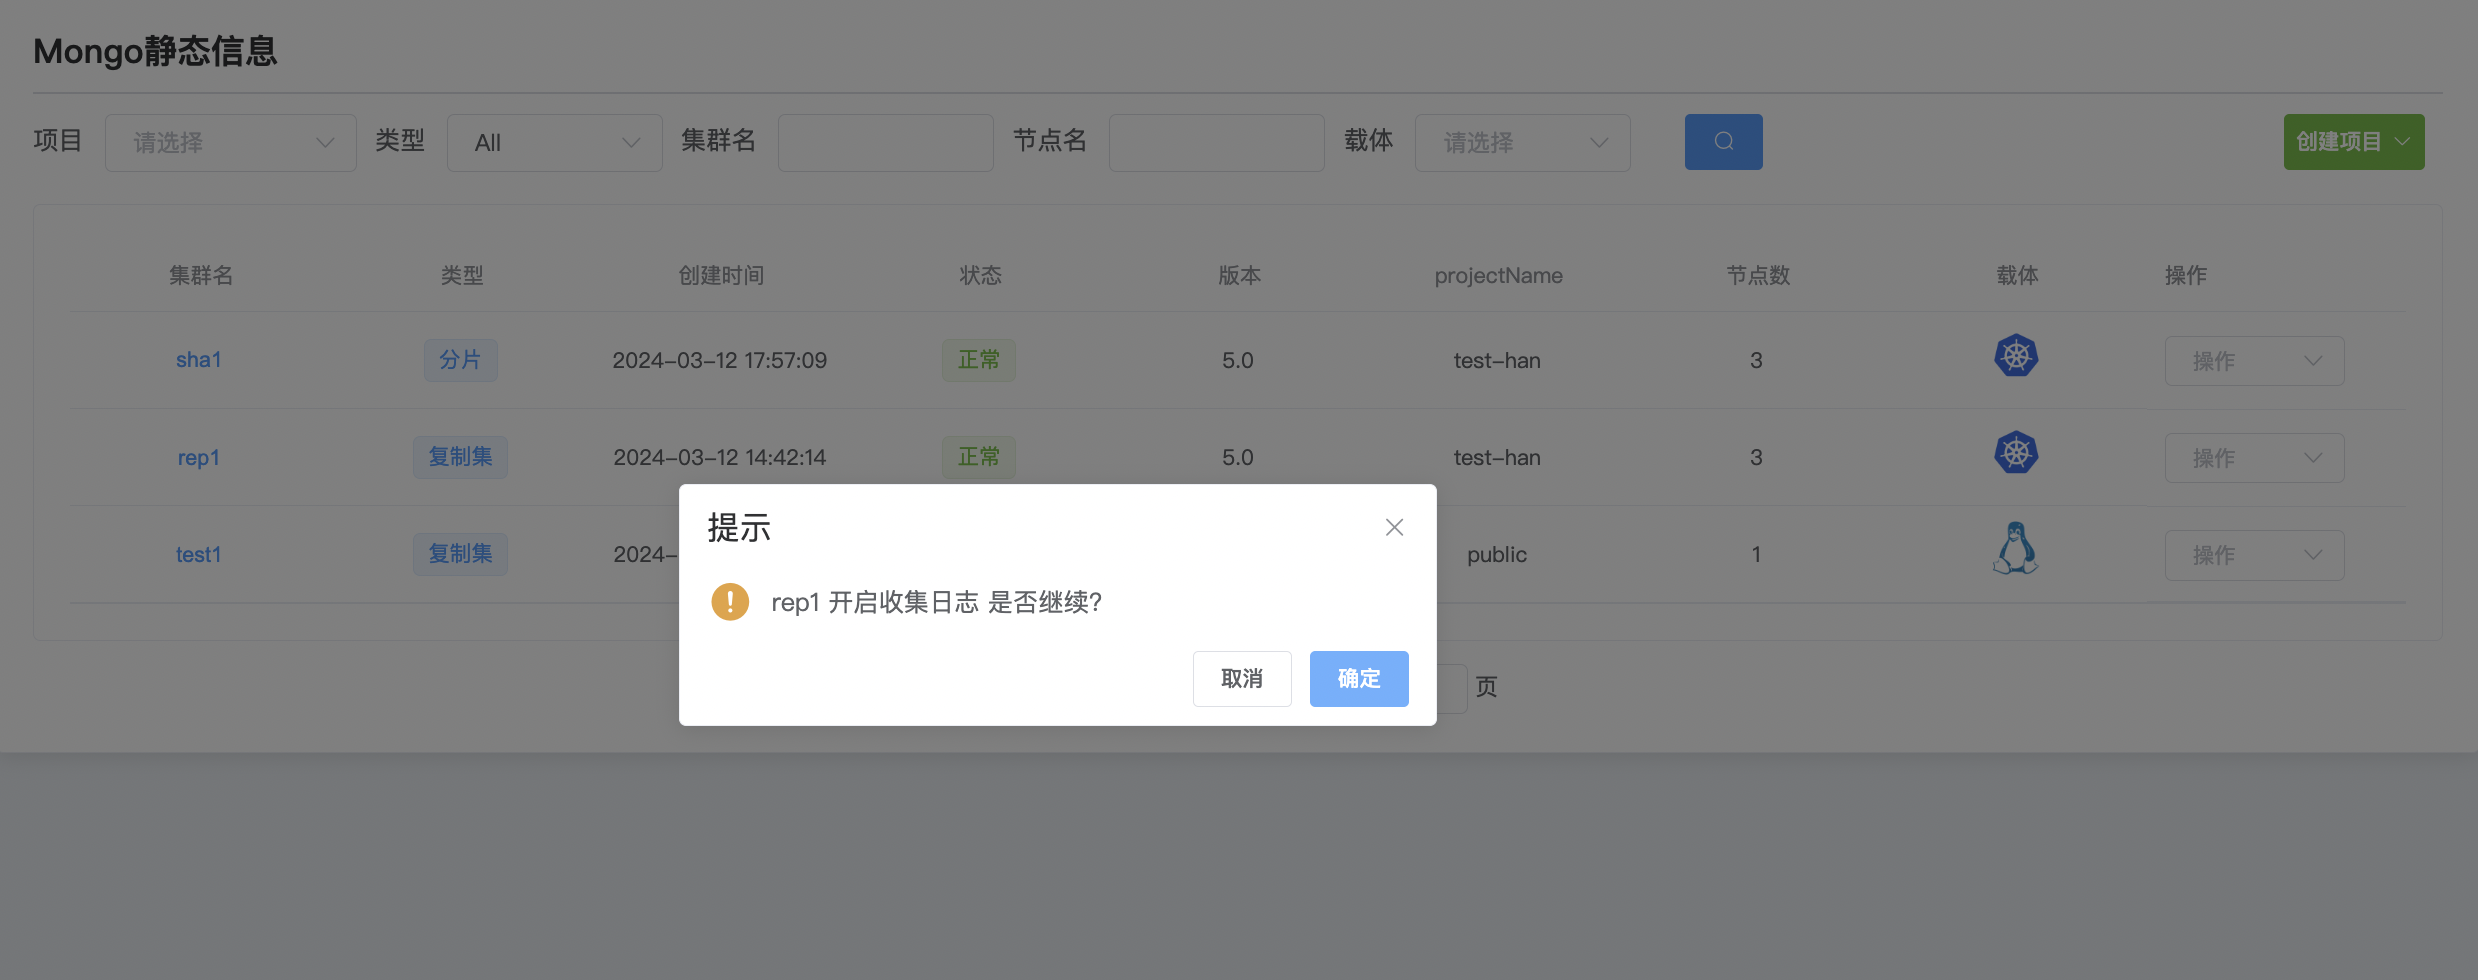 Mongo静态信息
项目 请选择 类型 All 集群名 节点名 载体 请选择 创建项目
集群名 类型 创建时间 状态 版本 projectName 节点数 载体 操作
sha1 分片 2024-03-12 17:57:09 正常 5.0 test-han 3 操作
rep1 复制集 2024-03-12 14:42:14 正常 5.0 test-han 3 操作
test1 复制集 2024- public 1 操作
提示
rep1 开启收集日志 是否继续?
取消 确定
页